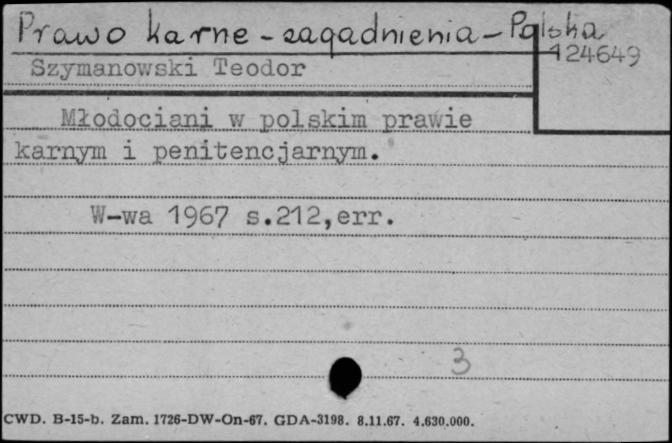 Prawo karne - zagadnienia - Polska
424649
Szymanowski Teodor
Młodociani w polskim prawie
karnym i penitencjarnym.
W-wa 1967 s.212,err.
3
CWD. B-15-b. Zam. 1726-DW-On-67. GDA-3198. 8.11.67. 4.630.000.